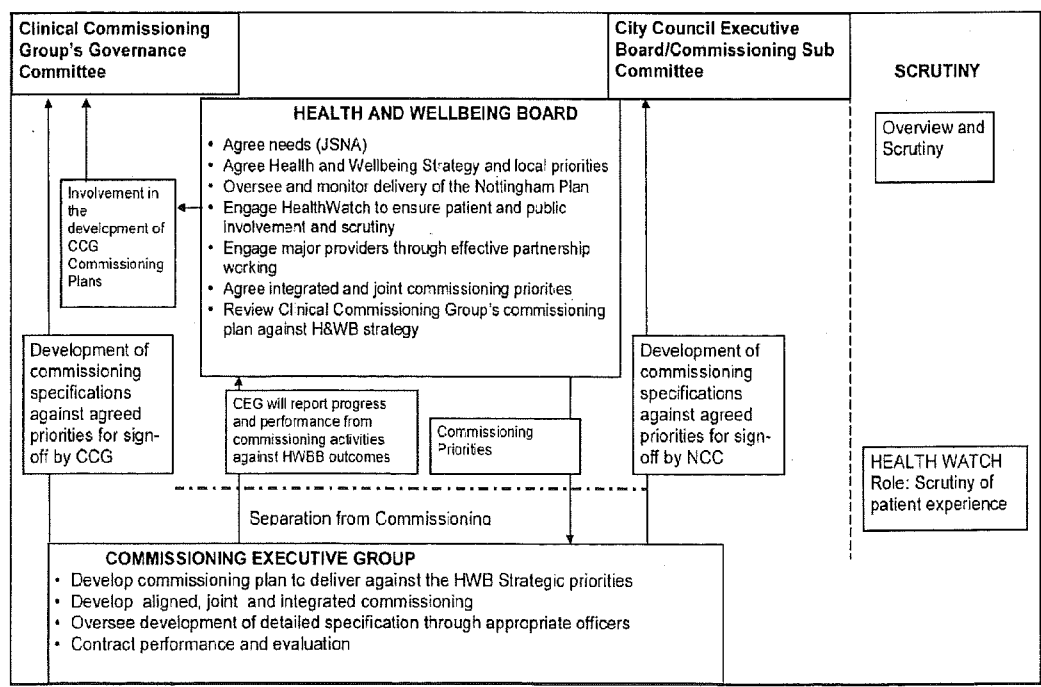 Clinical Commissioning
Group's Governance
Committee
City Council Executive
Board/Commissioning Sub
Committee
SCRUTINY
HEALTH AND WELLBEING BOARD
• Agree needs (JSNA)
• Agree Health and Wellbeing Strategy and local priorities
• Oversee and monitor delivery of the Nottingham Plan
• Engage HealthWatch to ensure patient and public
involvement and scrutiny
• Engage major providers through effective partnership
working
• Agree integrated and joint commissioning priorities
• Review Clinical Commissioning Group's commissioning
plan against H&WB strategy
Overview and
Scrutiny
Involvement in
the
development of
CCG
Commissioning
Plans
Development of
commissioning
specifications
against agreed
priorities for sign-
off by CCG
CEG will report progress
and performance from
commissioning activities
against HWBB outcomes
Commissioning
Priorities
Development of
commissioning
specifications
against agreed
priorities for sign-
off by NCC
HEALTH WATCH
Role: Scrutiny of
patient experience
Separation from Commissioning
COMMISSIONING EXECUTIVE GROUP
• Develop commissioning plan to deliver against the HWB Strategic priorities
• Develop aligned, joint and integrated commissioning
• Oversee development of detailed specification through appropriate officers
• Contract performance and evaluation